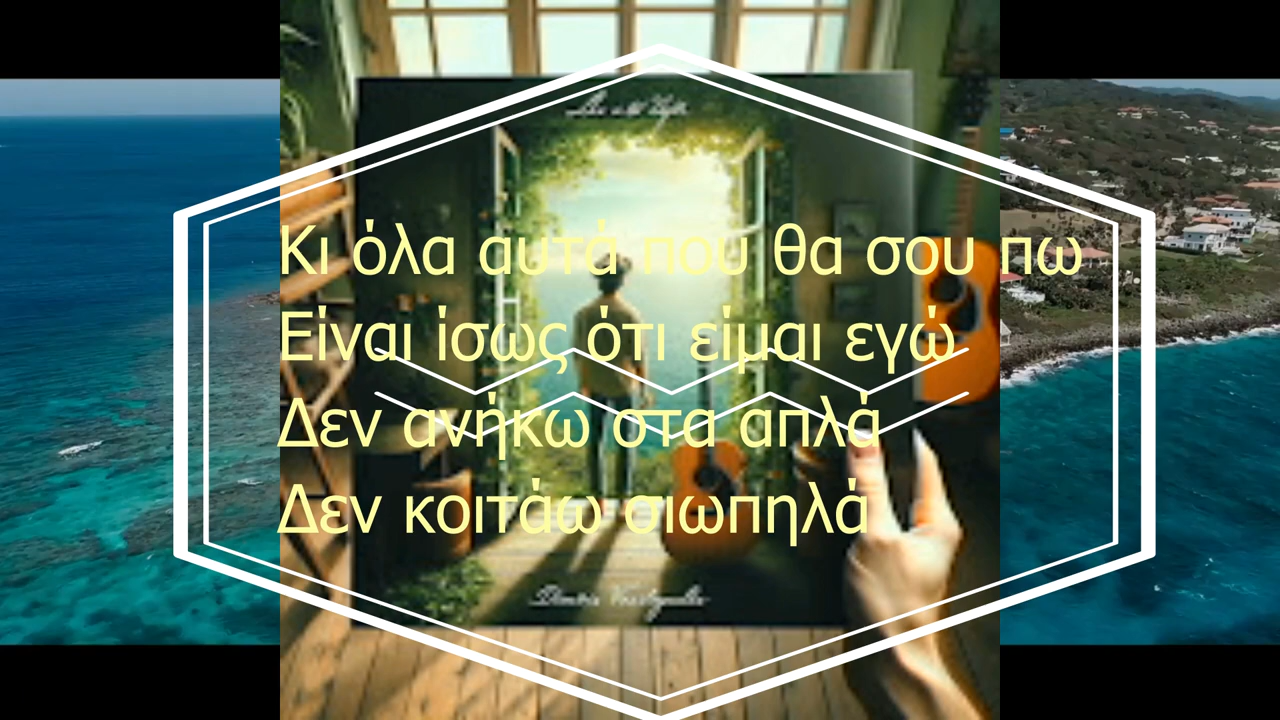 Κι όλα αυτά που θα σου πω
Είναι ίσως ότι είμαι εγώ
Δεν ανήκω στα απλά
Δεν κοιτάω σιωπηλά